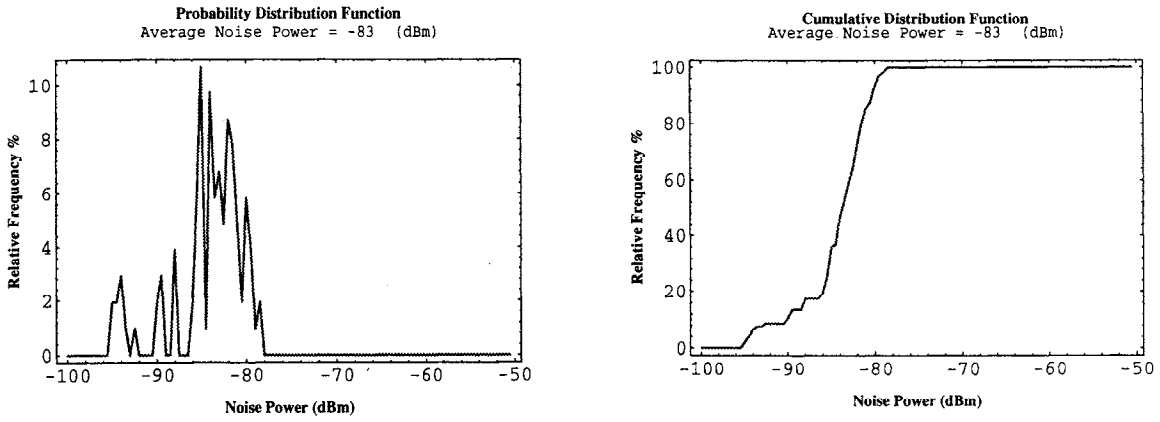 Probability Distribution Function
Average Noise Power = -83 (dBm)
Relative Frequency %
10
8
6
4
2
0
-100 -90 -80 -70 -60 -50
Noise Power (dBm)
Cumulative Distribution Function
Average Noise Power = -83 (dBm)
Relative Frequency %
100
80
60
40
20
0
-100 -90 -80 -70 -60 -50
Noise Power (dBm)